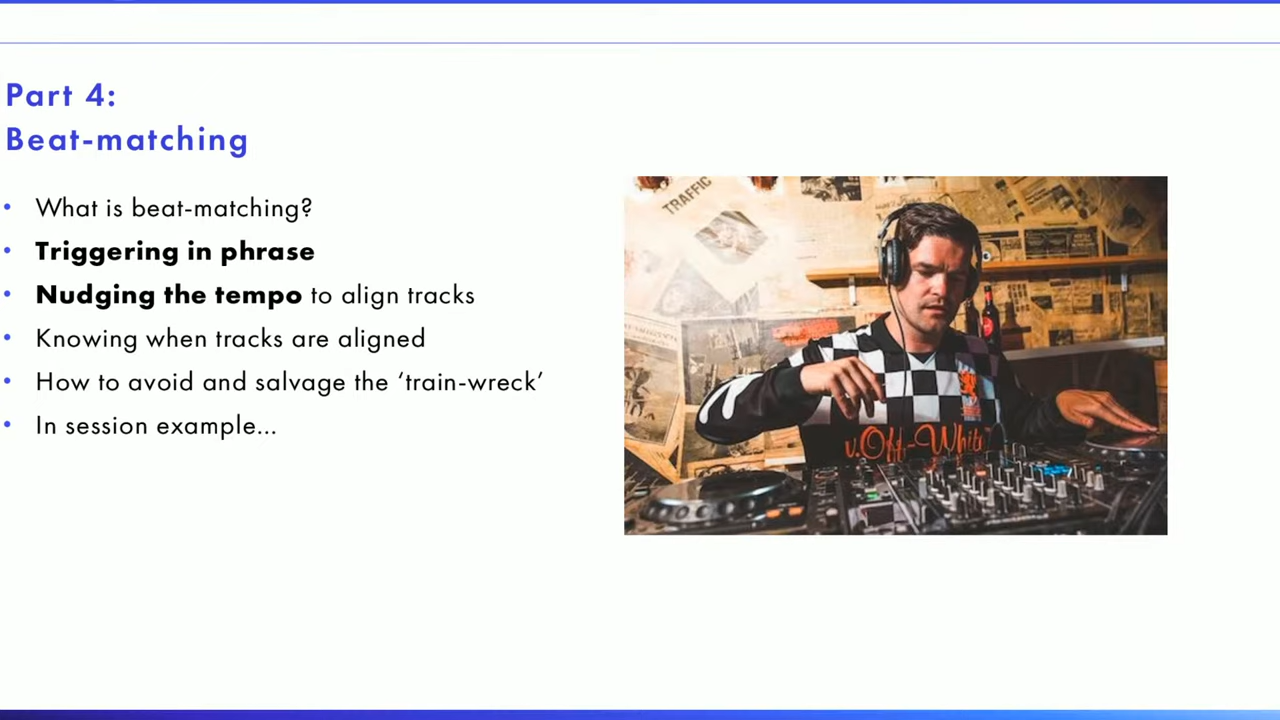 Part 4:
Beat-matching
• What is beat-matching?
• Triggering in phrase
• Nudging the tempo to align tracks
• Knowing when tracks are aligned
• How to avoid and salvage the ‘train-wreck’
• In session example...
TRAFFIC
v.Off-White